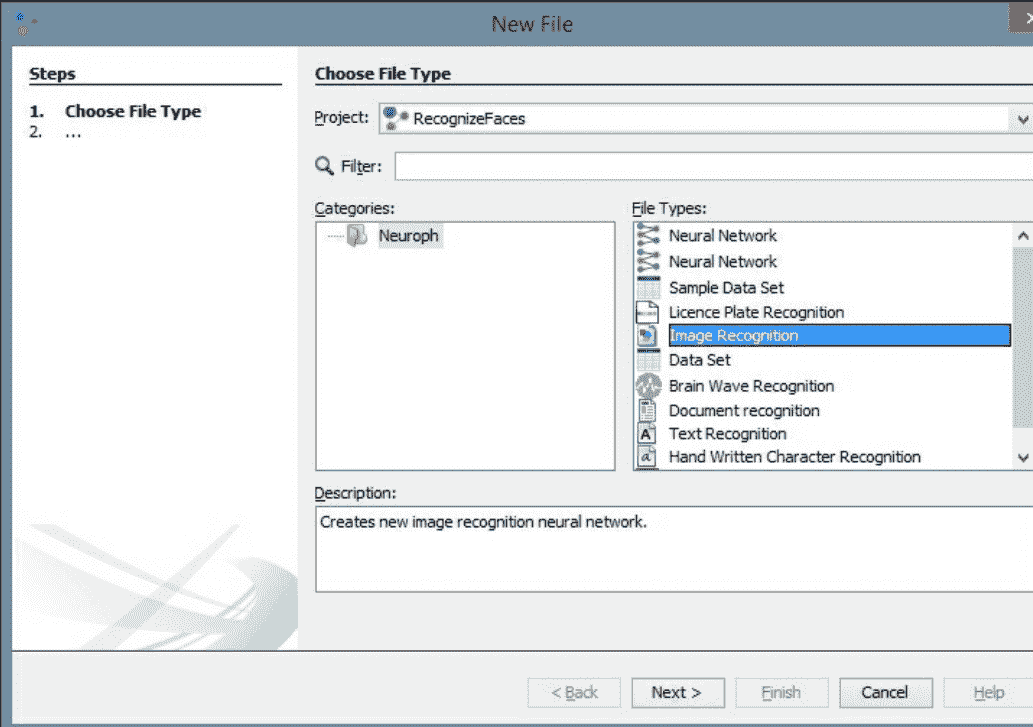 New File
Steps
1. Choose File Type
2. ...
Choose File Type
Project: RecognizeFaces
Filter:
Categories:
Neuroph
File Types:
Neural Network
Neural Network
Sample Data Set
Licence Plate Recognition
Image Recognition
Data Set
Brain Wave Recognition
Document recognition
Text Recognition
Hand Written Character Recognition
Description:
Creates new image recognition neural network.
< Back Next > Finish Cancel Help